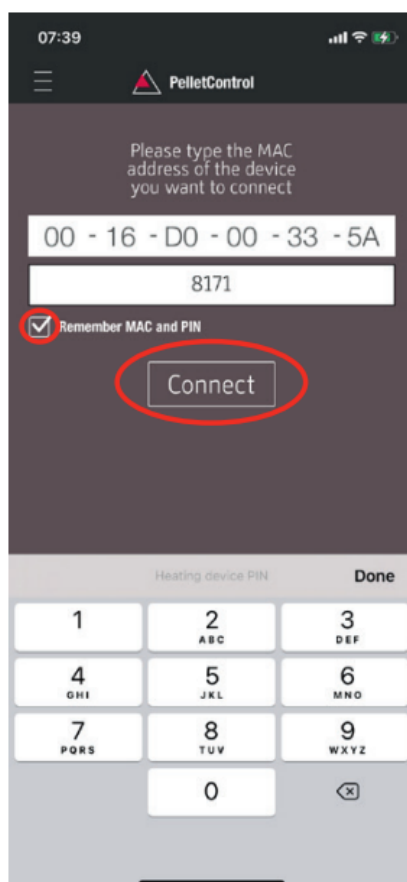 07:39
PelletControl
Please type the MAC
address of the device
you want to connect
00 - 16 - D0 - 00 - 33 - 5A
8171
Remember MAC and PIN
Connect
Heating device PIN
Done
1
2
ABC
3
DEF
4
GHI
5
JKL
6
MNO
7
PQRS
8
TUV
9
WXYZ
0